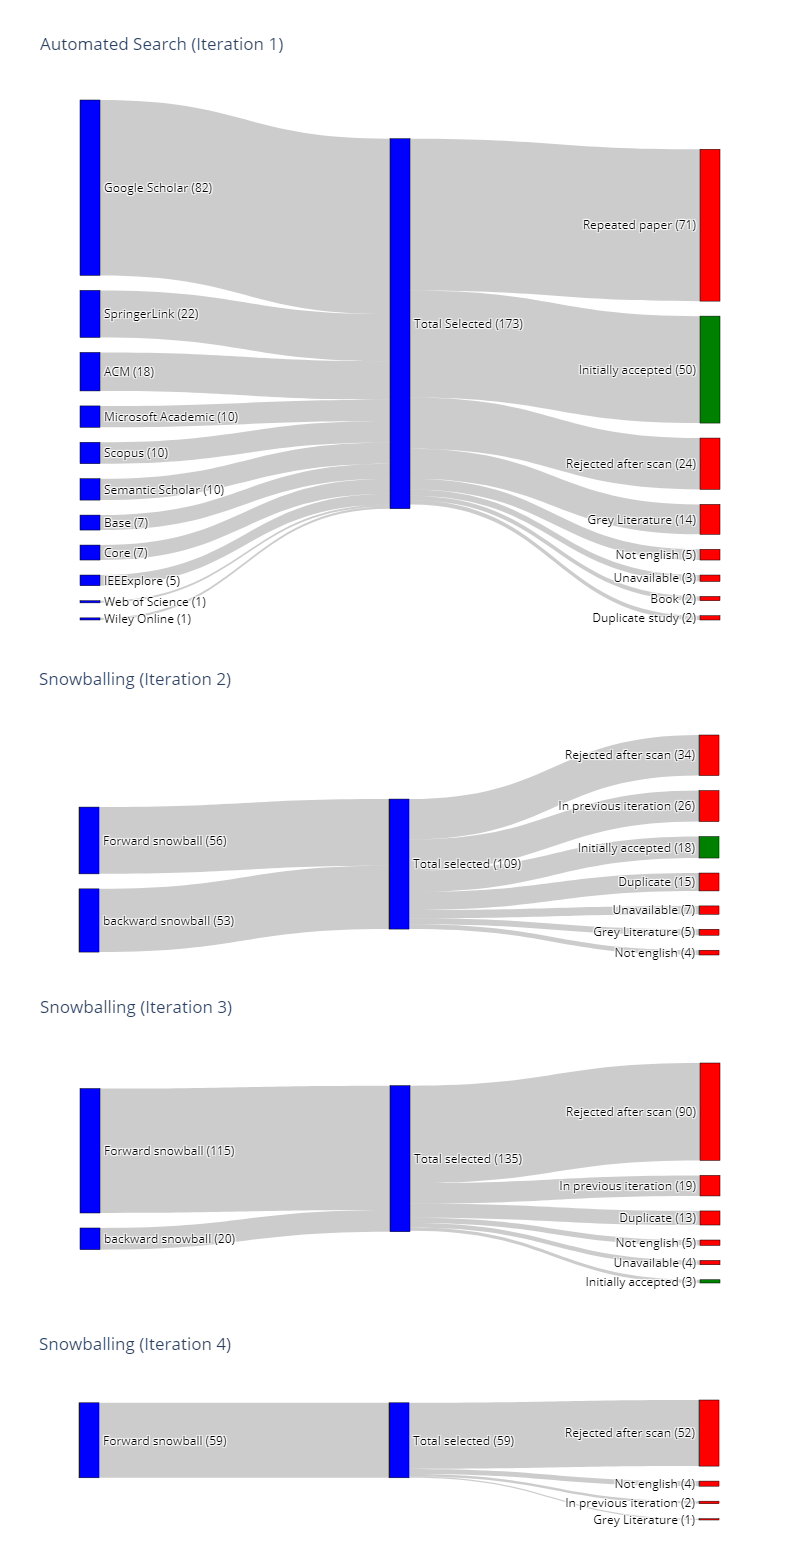 Automated Search (Iteration 1)
Google Scholar (82)
SpringerLink (22)
ACM (18)
Microsoft Academic (10)
Scopus (10)
Semantic Scholar (10)
Base (7)
Core (7)
IEEExplore (5)
Web of Science (1)
Wiley Online (1)
Total Selected (173)
Repeated paper (71)
Initially accepted (50)
Rejected after scan (24)
Grey Literature (14)
Not english (5)
Unavailable (3)
Book (2)
Duplicate study (2)
Snowballing (Iteration 2)
Forward snowball (56)
backward snowball (53)
Total selected (109)
Rejected after scan (34)
In previous iteration (26)
Initially accepted (18)
Duplicate (15)
Unavailable (7)
Grey Literature (5)
Not english (4)
Snowballing (Iteration 3)
Forward snowball (115)
backward snowball (20)
Total selected (135)
Rejected after scan (90)
In previous iteration (19)
Duplicate (13)
Not english (5)
Unavailable (4)
Initially accepted (3)
Snowballing (Iteration 4)
Forward snowball (59)
Total selected (59)
Rejected after scan (52)
Not english (4)
In previous iteration (2)
Grey Literature (1)